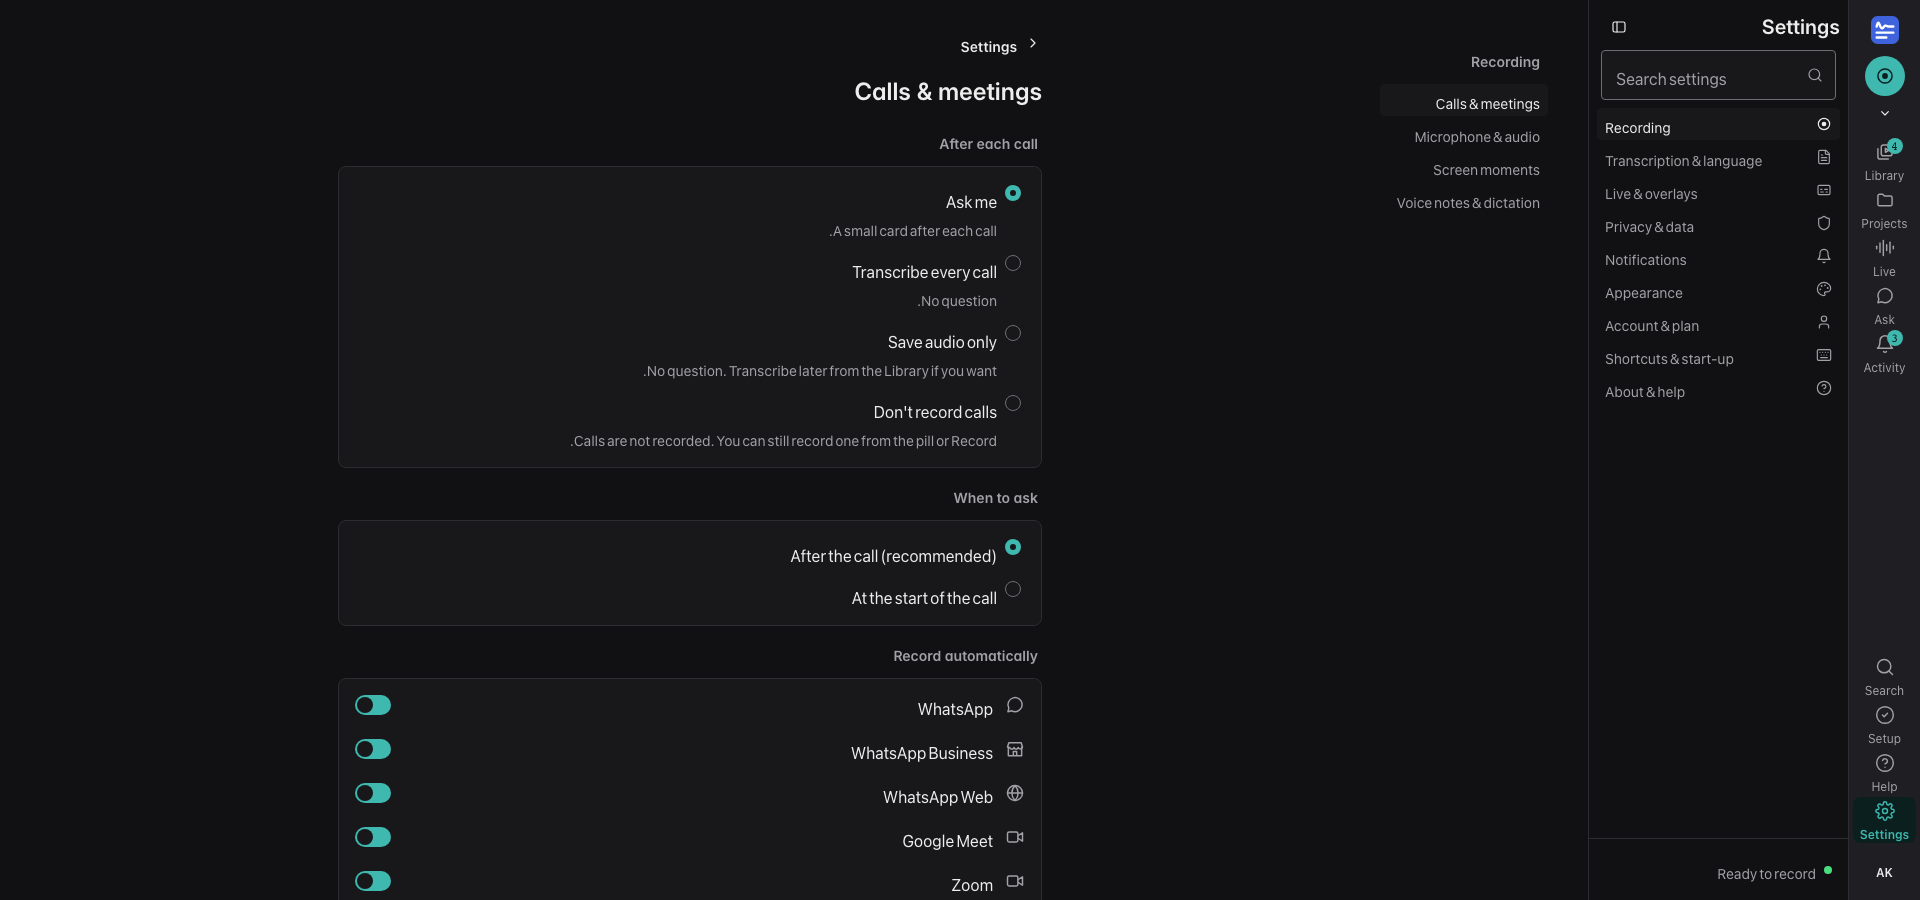 Settings
Calls & meetings
After each call
Ask me
.A small card after each call
Transcribe every call
.No question
Save audio only
.No question. Transcribe later from the Library if you want
Don't record calls
.Calls are not recorded. You can still record one from the pill or Record
When to ask
After the call (recommended)
At the start of the call
Record automatically
WhatsApp
WhatsApp Business
WhatsApp Web
Google Meet
Zoom
Recording
Calls & meetings
Microphone & audio
Screen moments
Voice notes & dictation
Settings
Search settings
Recording
Transcription & language
Live & overlays
Privacy & data
Notifications
Appearance
Account & plan
Shortcuts & start-up
About & help
Ready to record
4
Library
Projects
Live
Ask
3
Activity
Search
Setup
Help
Settings
AK